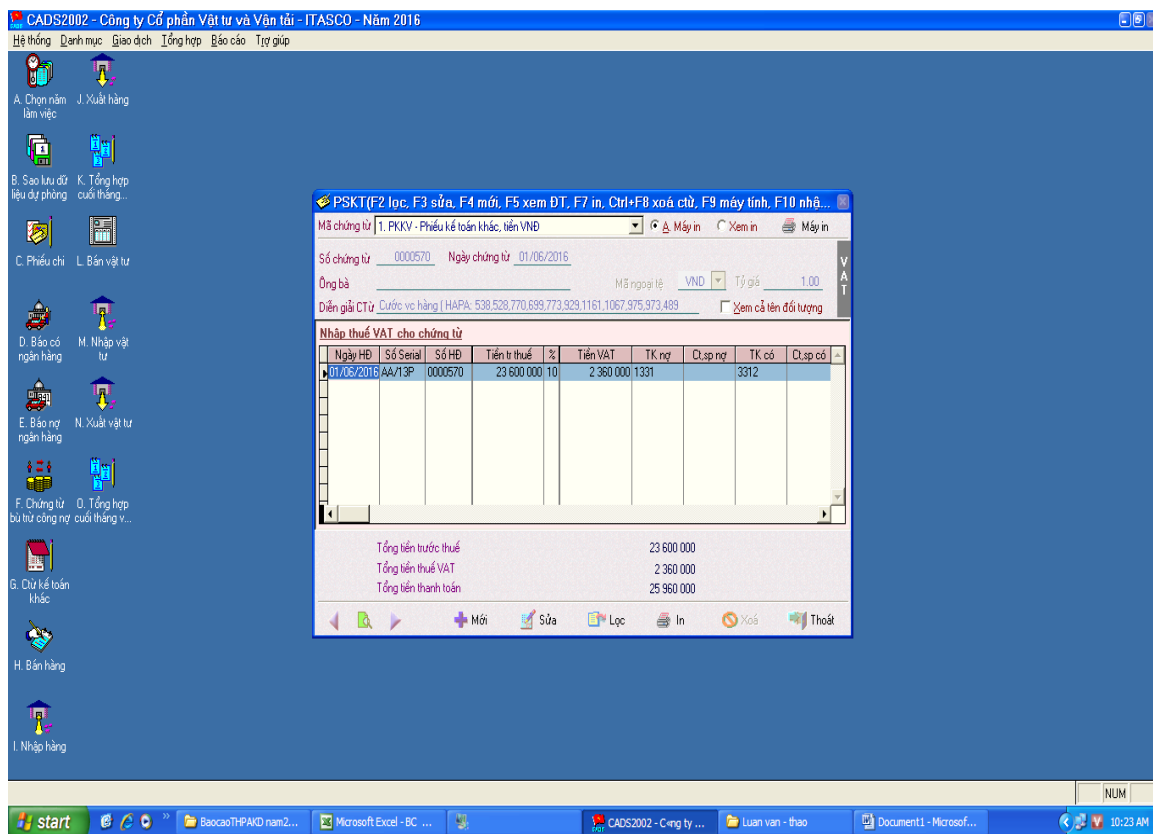 CADS2002 - Công ty Cổ phần Vật tư và Vận tải - ITASCO - Năm 2016
Hệ thống Danh mục Giao dịch Tổng hợp Báo cáo Trợ giúp
A. Chọn năm làm việc
J. Xuất hàng
B. Sao lưu dữ liệu dự phòng
K. Tổng hợp cuối tháng...
C. Phiếu chi
L. Bán vật tư
D. Báo có ngân hàng
M. Nhập vật tư
E. Báo nợ ngân hàng
N. Xuất vật tư
F. Chứng từ bù trừ công nợ
O. Tổng hợp cuối tháng v...
G. Ctừ kế toán khác
H. Bán hàng
I. Nhập hàng
PSKT(F2 lọc, F3 sửa, F4 mới, F5 xem ĐT, F7 in, Ctrl+F8 xoá ctừ, F9 máy tính, F10 nhậ...
Mã chứng từ 1. PKKV - Phiếu kế toán khác, tiền VNĐ A. Máy in Xem in Máy in
Số chứng từ 0000570 Ngày chứng từ 01/06/2016
Ông bà Mã ngoại tệ VND Tỷ giá 1.00
Diễn giải CTừ Cước vc hàng ( HAPA: 538,528,770,699,773,929,1161,1067,975,973,489 Xem cả tên đối tượng
VAT
Nhập thuế VAT cho chứng từ
Ngày HĐ Số Serial Số HĐ Tiền tr thuế % Tiền VAT TK nợ Ct,sp nợ TK có Ct,sp có
01/06/2016 AA/13P 0000570 23 600 000 10 2 360 000 1331 3312
Tổng tiền trước thuế 23 600 000
Tổng tiền thuế VAT 2 360 000
Tổng tiền thanh toán 25 960 000
Mới Sửa Lọc In Xoá Thoát
NUM
start BaocaoTHPAKD nam2... Microsoft Excel - BC ... CADS2002 - C«ng ty ... Luan van - thao Document1 - Microsof... 10:23 AM